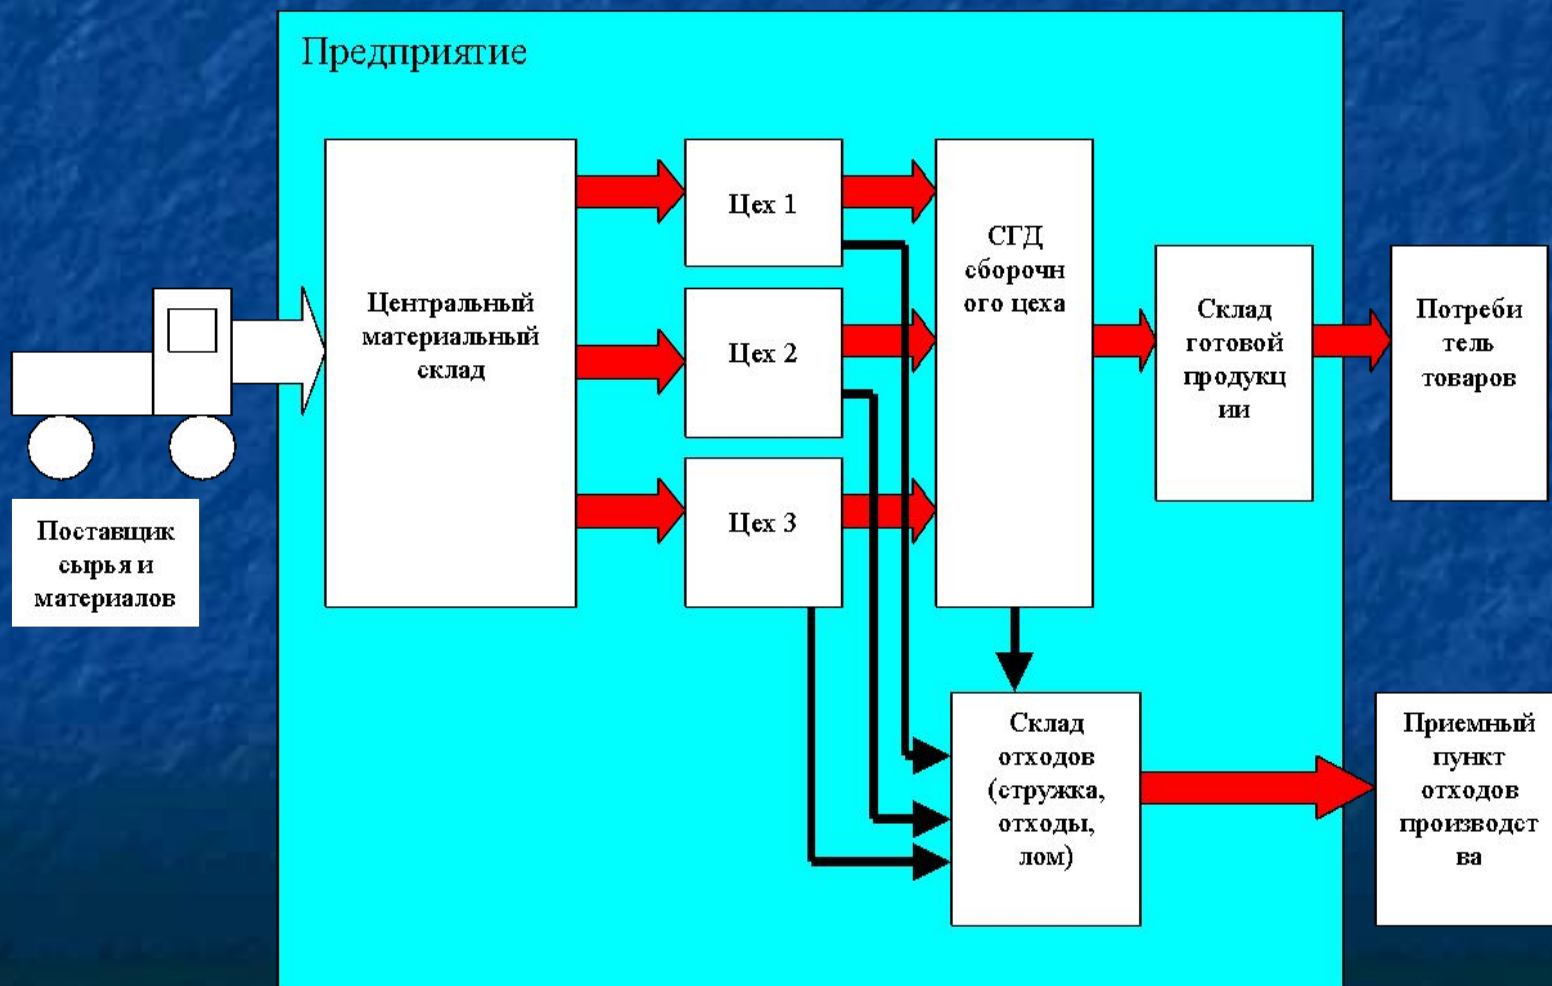 Предприятие
Центральный
материальный
склад
Цех 1
Цех 2
Цех 3
СГД
сборочн
ого цеха
Склад
готовой
продукц
ии
Потреби
тель
товаров
Поставщик
сырья и
материалов
Склад
отходов
(стружка,
отходы,
лом)
Приемный
пункт
отходов
производст
ва